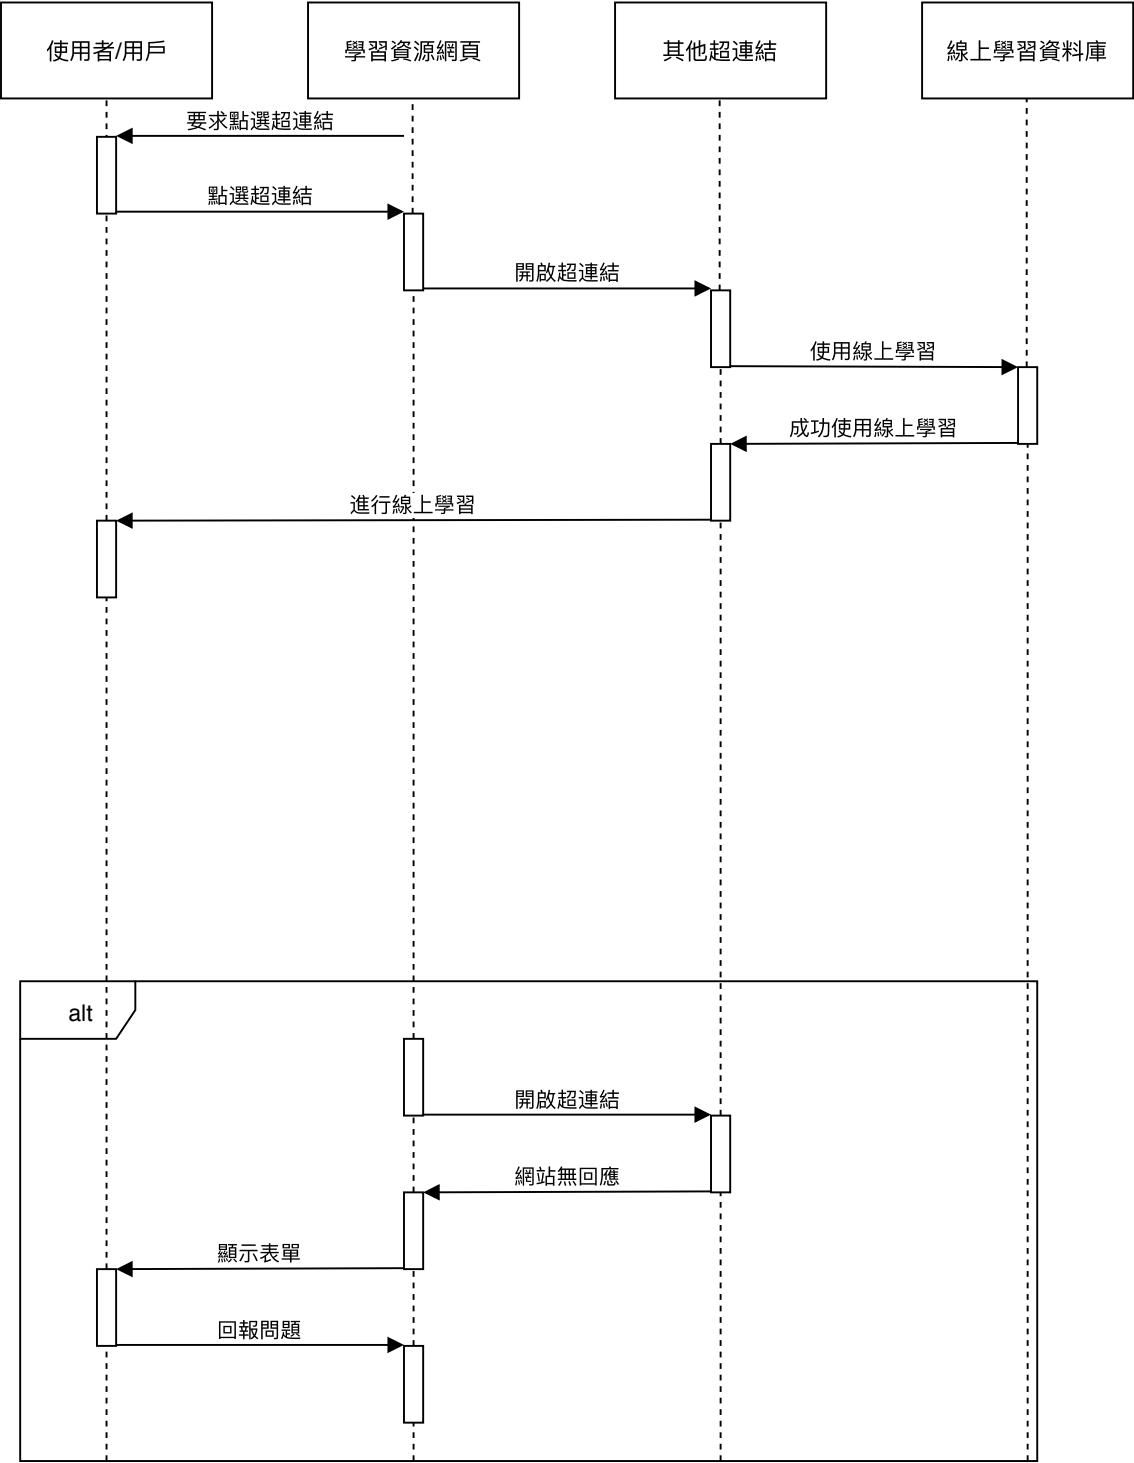 使用者/用戶
學習資源網頁
其他超連結
線上學習資料庫
要求點選超連結
點選超連結
開啟超連結
使用線上學習
成功使用線上學習
進行線上學習
alt
開啟超連結
網站無回應
顯示表單
回報問題